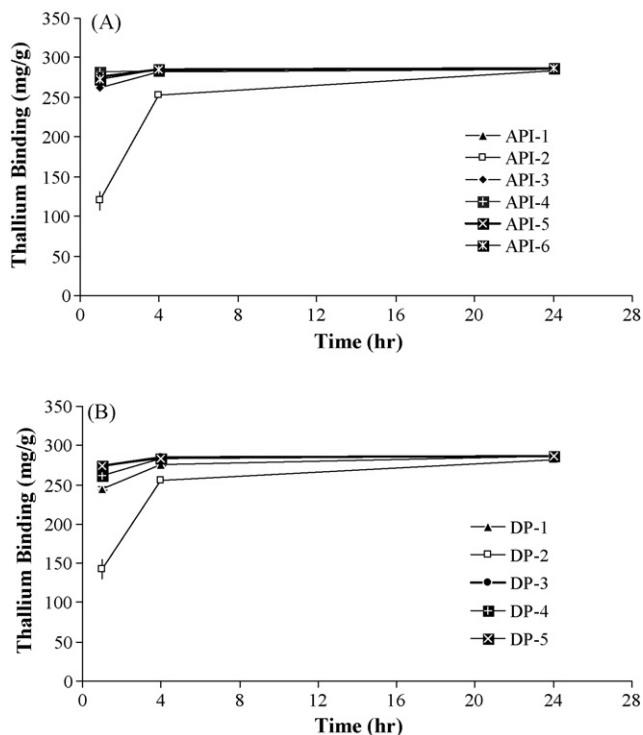 (A)
350
300
250
200
150
100
50
0
Thallium Binding (mg/g)
API-1
API-2
API-3
API-4
API-5
API-6
0 4 8 12 16 20 24 28
Time (hr)
(B)
350
300
250
200
150
100
50
0
Thallium Binding (mg/g)
DP-1
DP-2
DP-3
DP-4
DP-5
0 4 8 12 16 20 24 28
Time (hr)